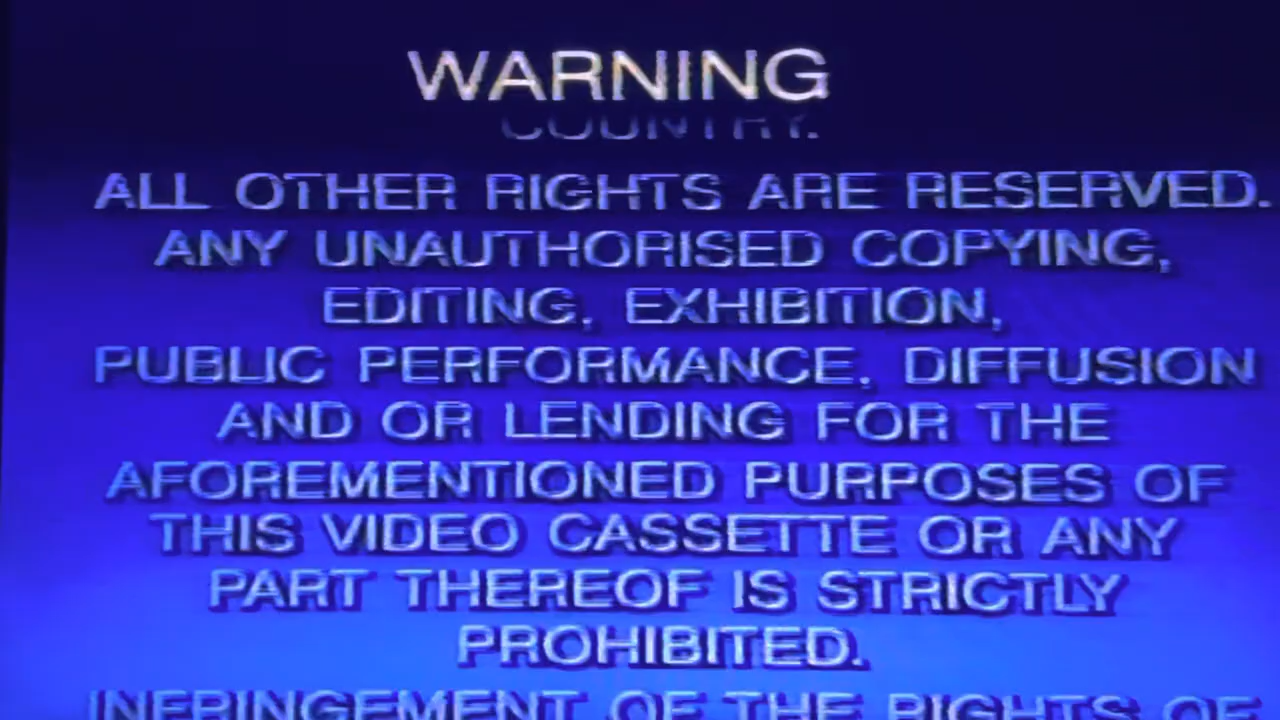 WARNING
COUNTRY.
ALL OTHER RIGHTS ARE RESERVED.
ANY UNAUTHORISED COPYING,
EDITING, EXHIBITION,
PUBLIC PERFORMANCE, DIFFUSION
AND OR LENDING FOR THE
AFOREMENTIONED PURPOSES OF
THIS VIDEO CASSETTE OR ANY
PART THEREOF IS STRICTLY
PROHIBITED.
INFRINGEMENT OF THE RIGHTS OF